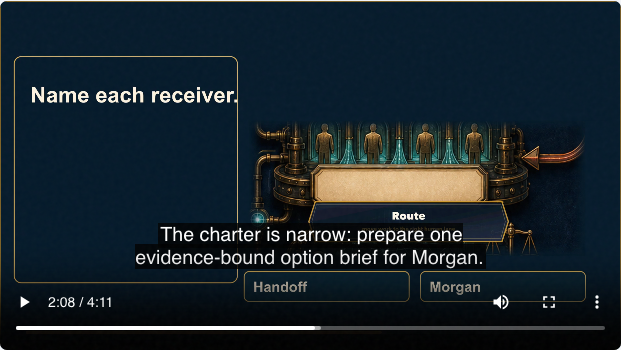 Name each receiver.
Route
The charter is narrow: prepare one
evidence-bound option brief for Morgan.
Handoff
Morgan
2:08 / 4:11